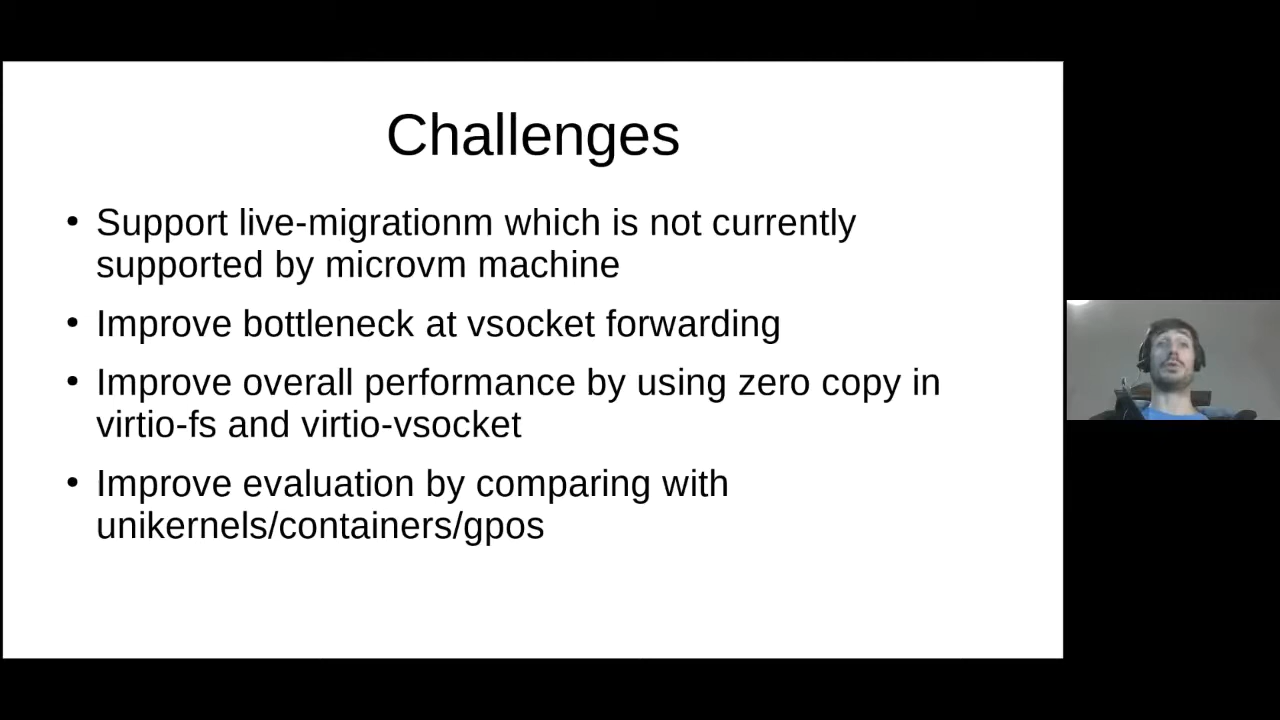 Challenges
• Support live-migrationm which is not currently
supported by microvm machine
• Improve bottleneck at vsocket forwarding
• Improve overall performance by using zero copy in
virtio-fs and virtio-vsocket
• Improve evaluation by comparing with
unikernels/containers/gpos